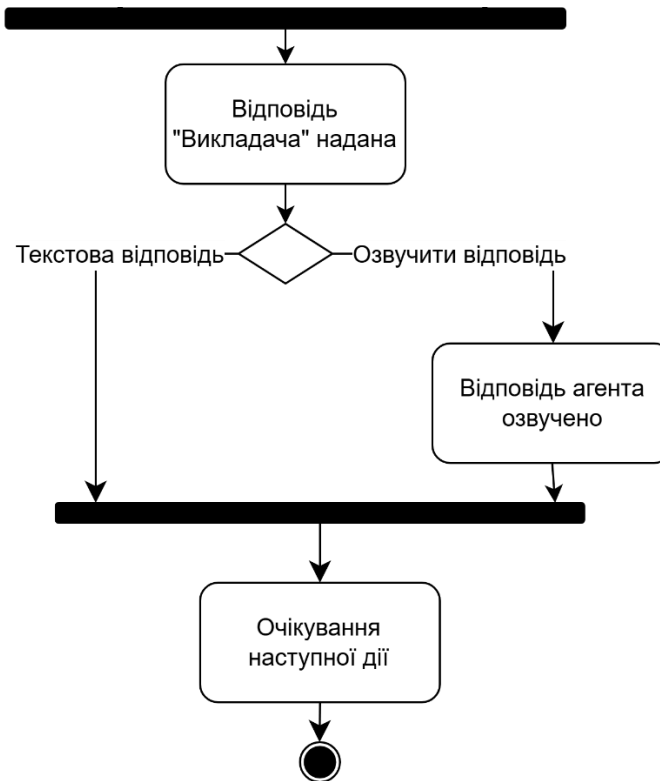 Відповідь
"Викладача" надана
Текстова відповідь
Озвучити відповідь
Відповідь агента
озвучено
Очікування
наступної дії